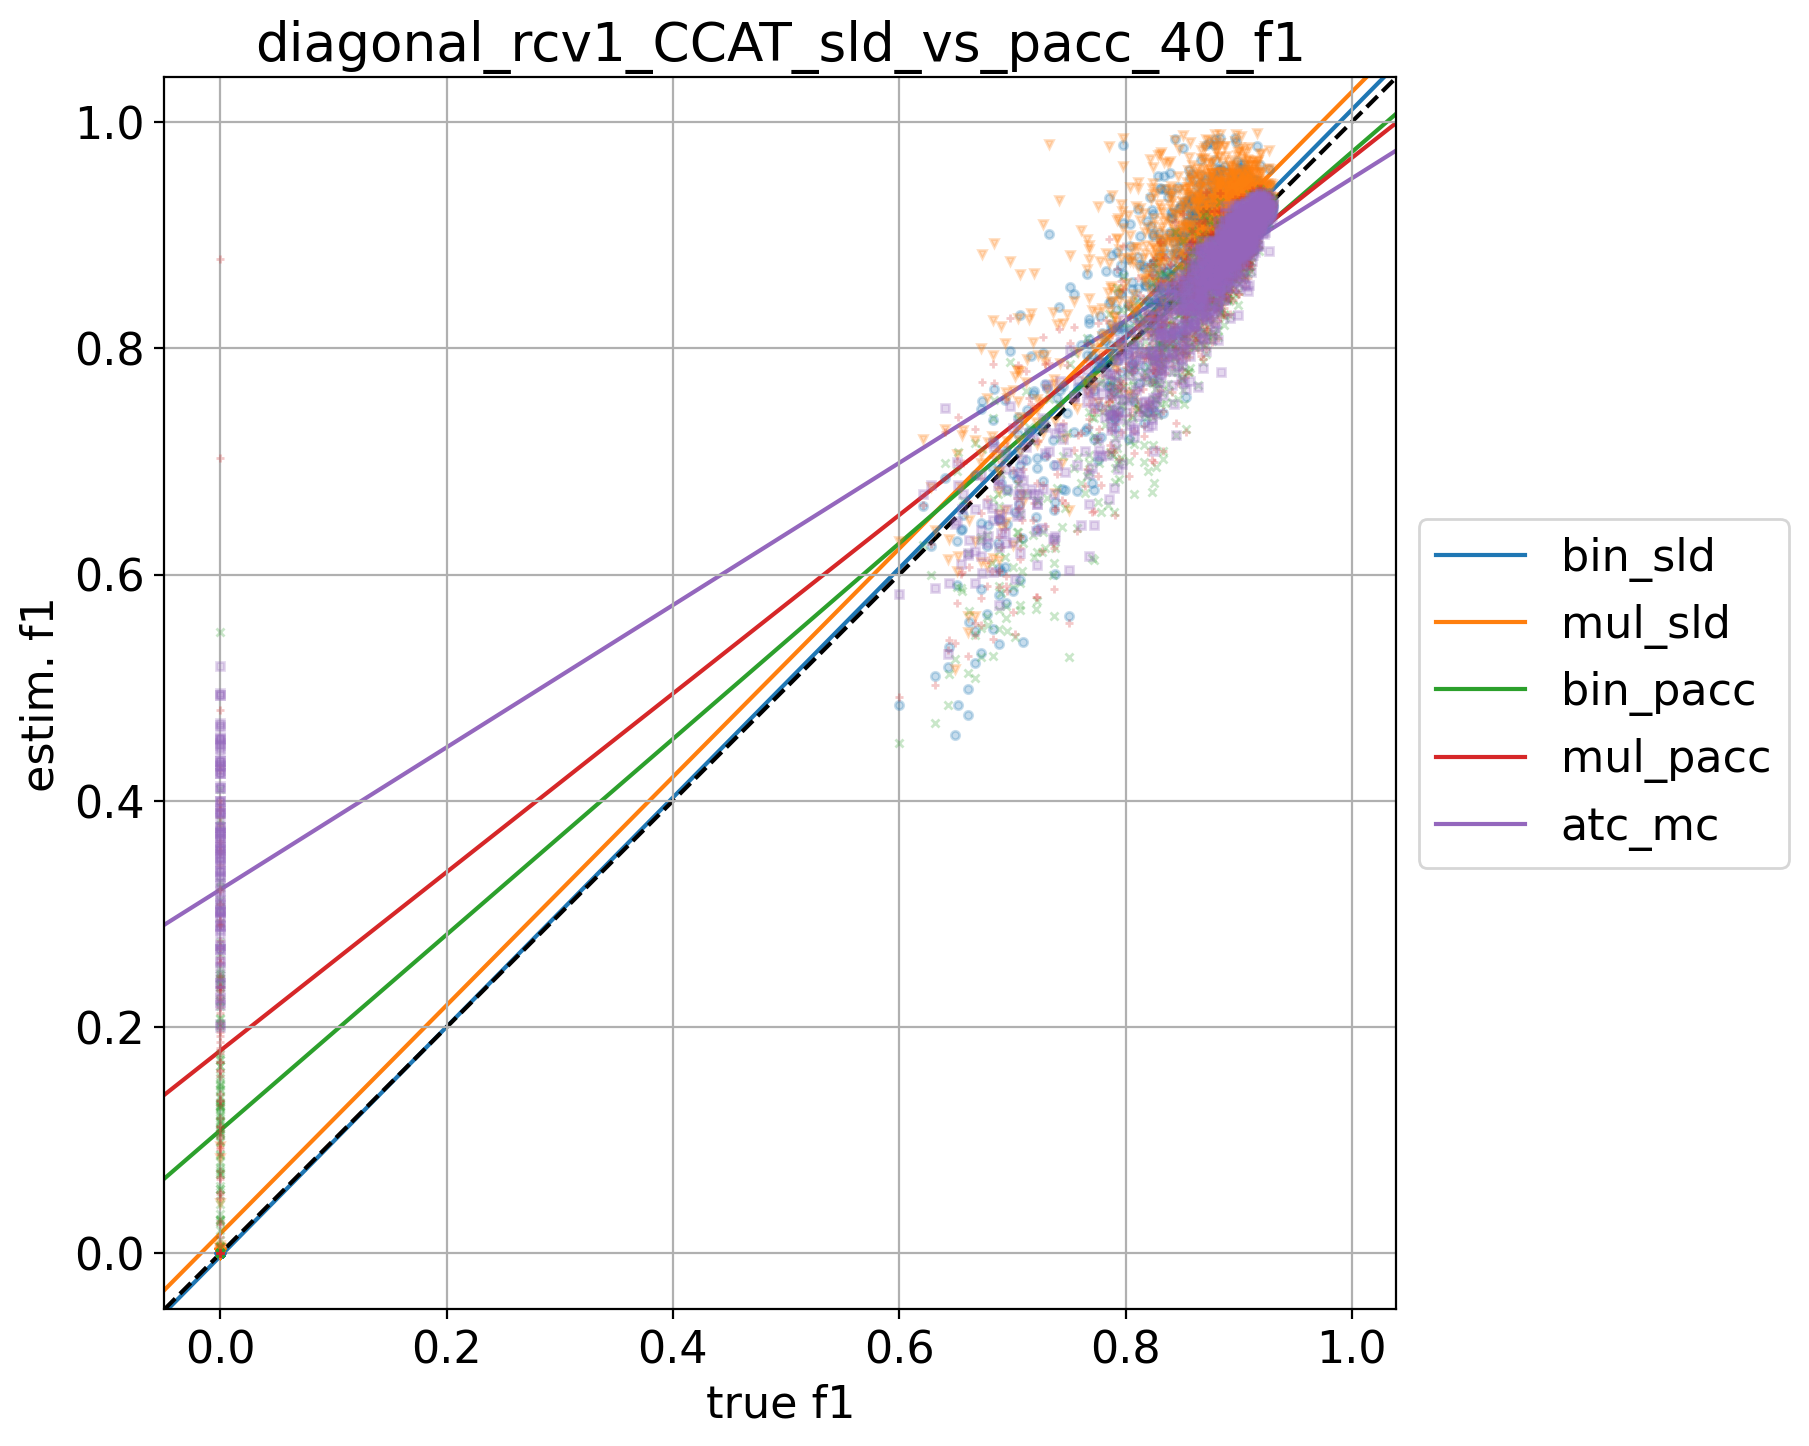 diagonal_rcv1_CCAT_sld_vs_pacc_40_f1
1.0
0.8
0.6
0.4
0.2
0.0
estim. f1
0.0 0.2 0.4 0.6 0.8 1.0
true f1
bin_sld
mul_sld
bin_pacc
mul_pacc
atc_mc